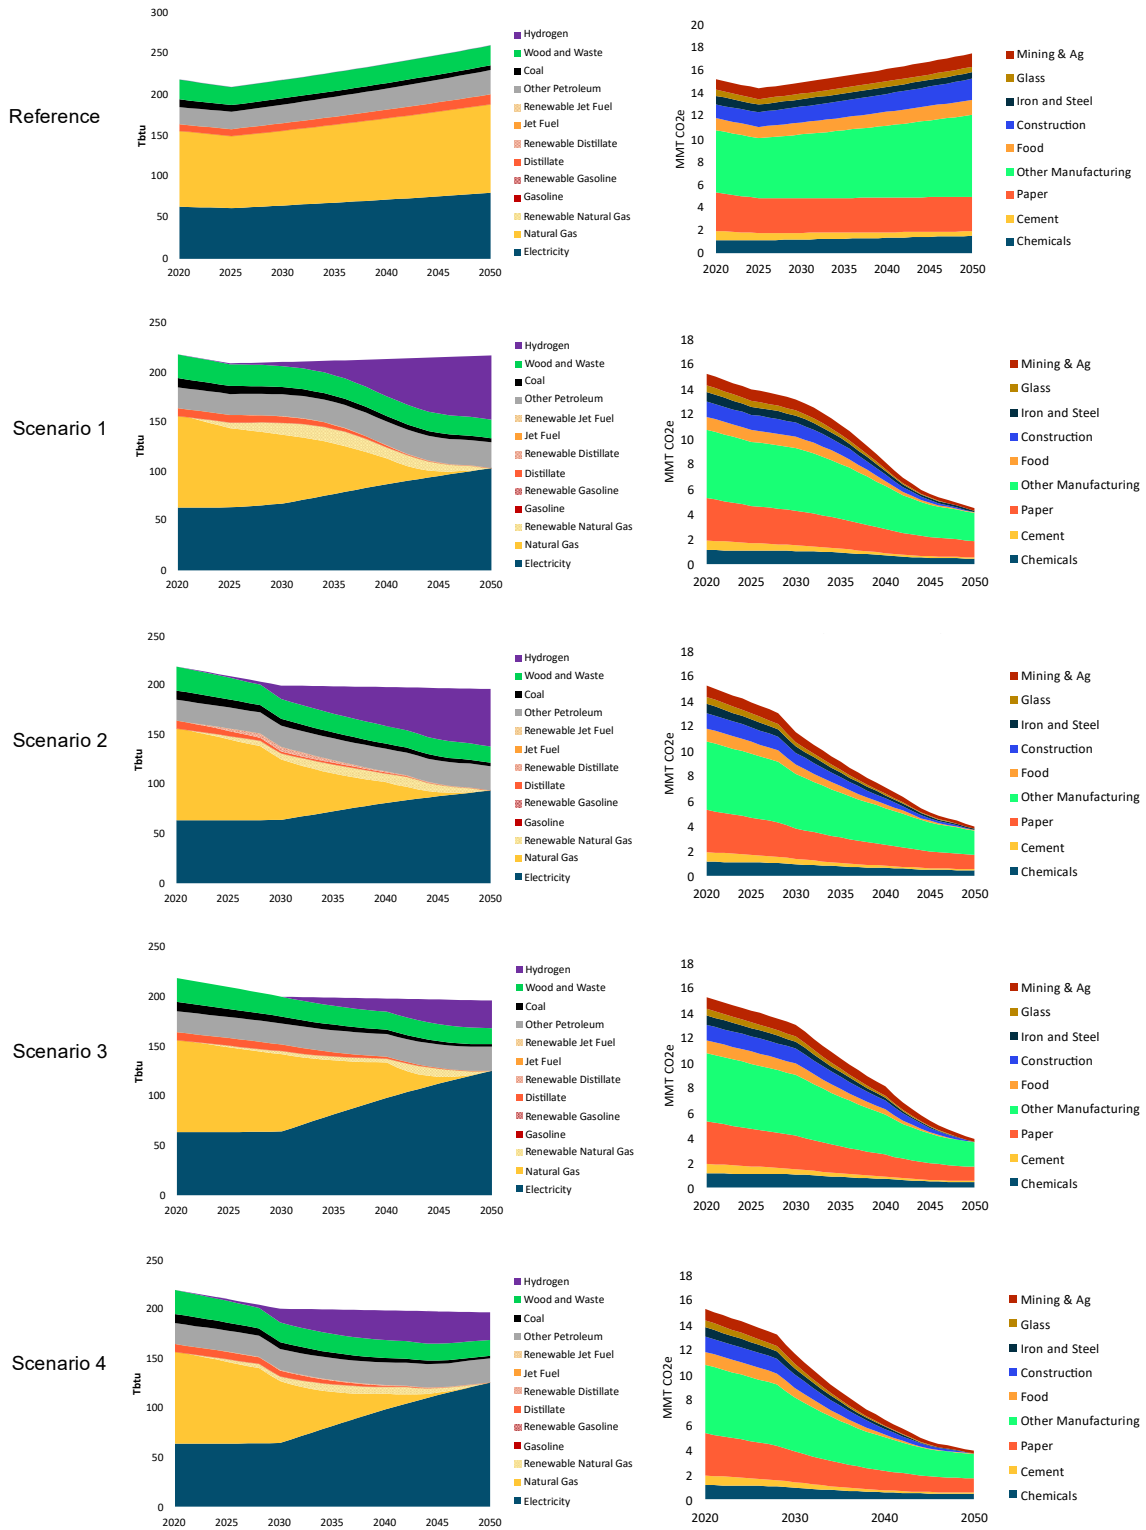 Reference
300
250
200
150
100
50
0
Tbtu
2020 2025 2030 2035 2040 2045 2050
Hydrogen
Wood and Waste
Coal
Other Petroleum
Renewable Jet Fuel
Jet Fuel
Renewable Distillate
Distillate
Renewable Gasoline
Gasoline
Renewable Natural Gas
Natural Gas
Electricity
20
18
16
14
12
10
8
6
4
2
0
MMT CO2e
2020 2025 2030 2035 2040 2045 2050
Mining & Ag
Glass
Iron and Steel
Construction
Food
Other Manufacturing
Paper
Cement
Chemicals
Scenario 1
250
200
150
100
50
0
Tbtu
2020 2025 2030 2035 2040 2045 2050
Hydrogen
Wood and Waste
Coal
Other Petroleum
Renewable Jet Fuel
Jet Fuel
Renewable Distillate
Distillate
Renewable Gasoline
Gasoline
Renewable Natural Gas
Natural Gas
Electricity
18
16
14
12
10
8
6
4
2
0
MMT CO2e
2020 2025 2030 2035 2040 2045 2050
Mining & Ag
Glass
Iron and Steel
Construction
Food
Other Manufacturing
Paper
Cement
Chemicals
Scenario 2
250
200
150
100
50
0
Tbtu
2020 2025 2030 2035 2040 2045 2050
Hydrogen
Wood and Waste
Coal
Other Petroleum
Renewable Jet Fuel
Jet Fuel
Renewable Distillate
Distillate
Renewable Gasoline
Gasoline
Renewable Natural Gas
Natural Gas
Electricity
18
16
14
12
10
8
6
4
2
0
MMT CO2e
2020 2025 2030 2035 2040 2045 2050
Mining & Ag
Glass
Iron and Steel
Construction
Food
Other Manufacturing
Paper
Cement
Chemicals
Scenario 3
250
200
150
100
50
0
Tbtu
2020 2025 2030 2035 2040 2045 2050
Hydrogen
Wood and Waste
Coal
Other Petroleum
Renewable Jet Fuel
Jet Fuel
Renewable Distillate
Distillate
Renewable Gasoline
Gasoline
Renewable Natural Gas
Natural Gas
Electricity
18
16
14
12
10
8
6
4
2
0
MMT CO2e
2020 2025 2030 2035 2040 2045 2050
Mining & Ag
Glass
Iron and Steel
Construction
Food
Other Manufacturing
Paper
Cement
Chemicals
Scenario 4
250
200
150
100
50
0
Tbtu
2020 2025 2030 2035 2040 2045 2050
Hydrogen
Wood and Waste
Coal
Other Petroleum
Renewable Jet Fuel
Jet Fuel
Renewable Distillate
Distillate
Renewable Gasoline
Gasoline
Renewable Natural Gas
Natural Gas
Electricity
18
16
14
12
10
8
6
4
2
0
MMT CO2e
2020 2025 2030 2035 2040 2045 2050
Mining & Ag
Glass
Iron and Steel
Construction
Food
Other Manufacturing
Paper
Cement
Chemicals